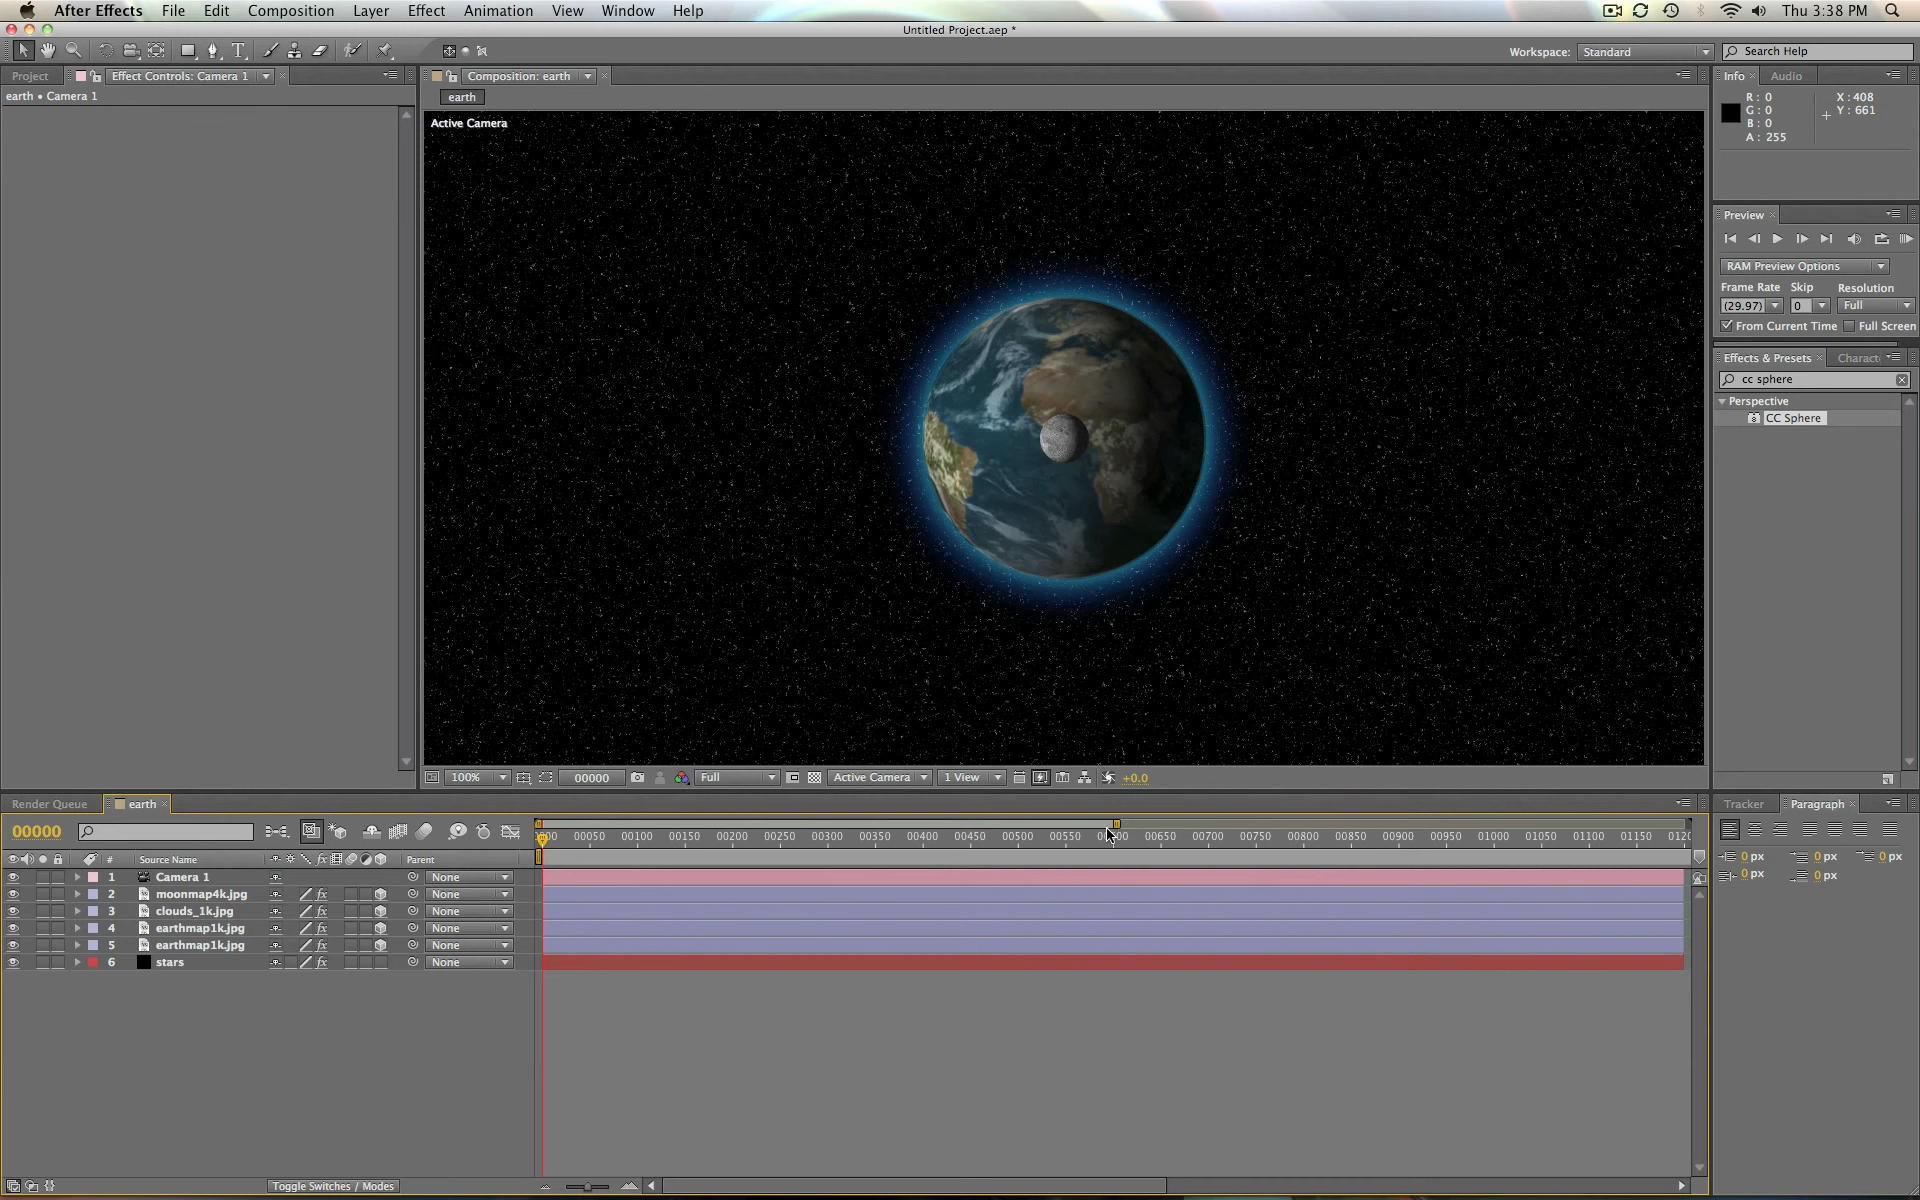 After Effects File Edit Composition Layer Effect Animation View Window Help Thu 3:38 PM
Untitled Project.aep *
Workspace: Standard Search Help
Project Effect Controls: Camera 1 Composition: earth Info Audio
earth • Camera 1
earth
R: 0 X: 408
G: 0 Y: 661
B: 0
A: 255
Active Camera
Preview
RAM Preview Options
Frame Rate Skip Resolution
(29.97) 0 Full
From Current Time Full Screen
Effects & Presets Charact
cc sphere
Perspective
CC Sphere
100% 00000 Full Active Camera 1 View +0.0
Render Queue earth Tracker Paragraph
00000
00050 00100 00150 00200 00250 00300 00350 00400 00450 00500 00550 00650 00700 00750 00800 00850 00900 00950 01000 01050 01100 01150 0120
# Source Name fx Parent
0 px 0 px 0 px
0 px 0 px
1 Camera 1 None
2 moonmap4k.jpg fx None
3 clouds_1k.jpg fx None
4 earthmap1k.jpg fx None
5 earthmap1k.jpg fx None
6 stars fx None
Toggle Switches / Modes